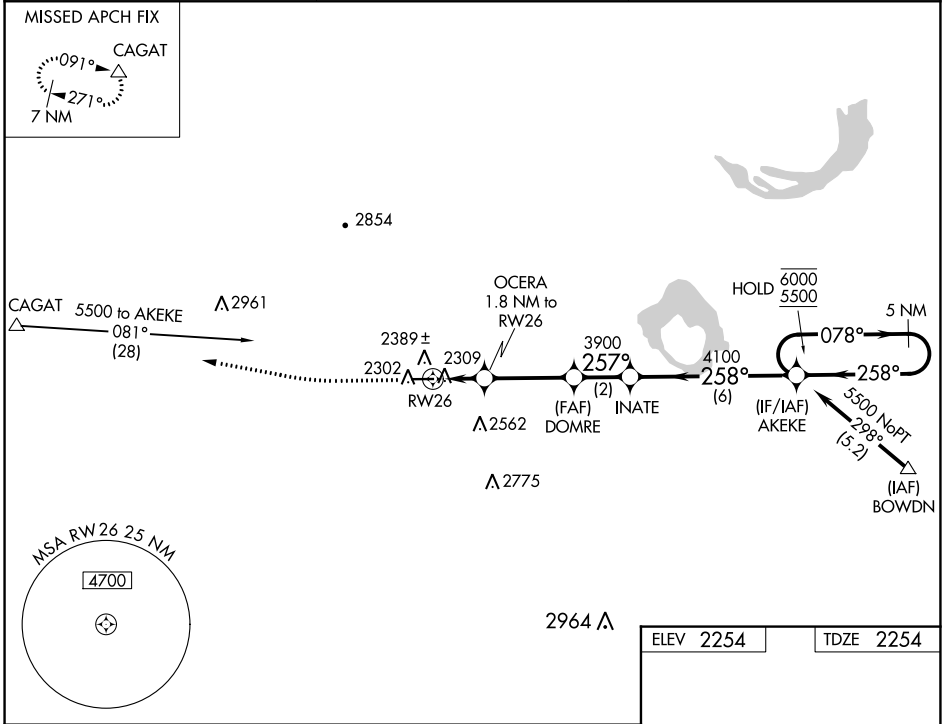 MISSED APCH FIX
CAGAT
091°
271°
7 NM
2854
CAGAT
5500 to AKEKE
081°
(28)
2961
OCERA
1.8 NM to
RW26
2389 ±
2302
2309
RW26
3900
257°
(2)
(FAF)
DOMRE
INATE
4100
258°
(6)
HOLD
6000
5500
5 NM
078°
258°
(IF/IAF)
AKEKE
5500 NoPT
298°
(5.2)
(IAF)
BOWDN
2562
2775
MSA RW26 25 NM
4700
2964
ELEV 2254
TDZE 2254